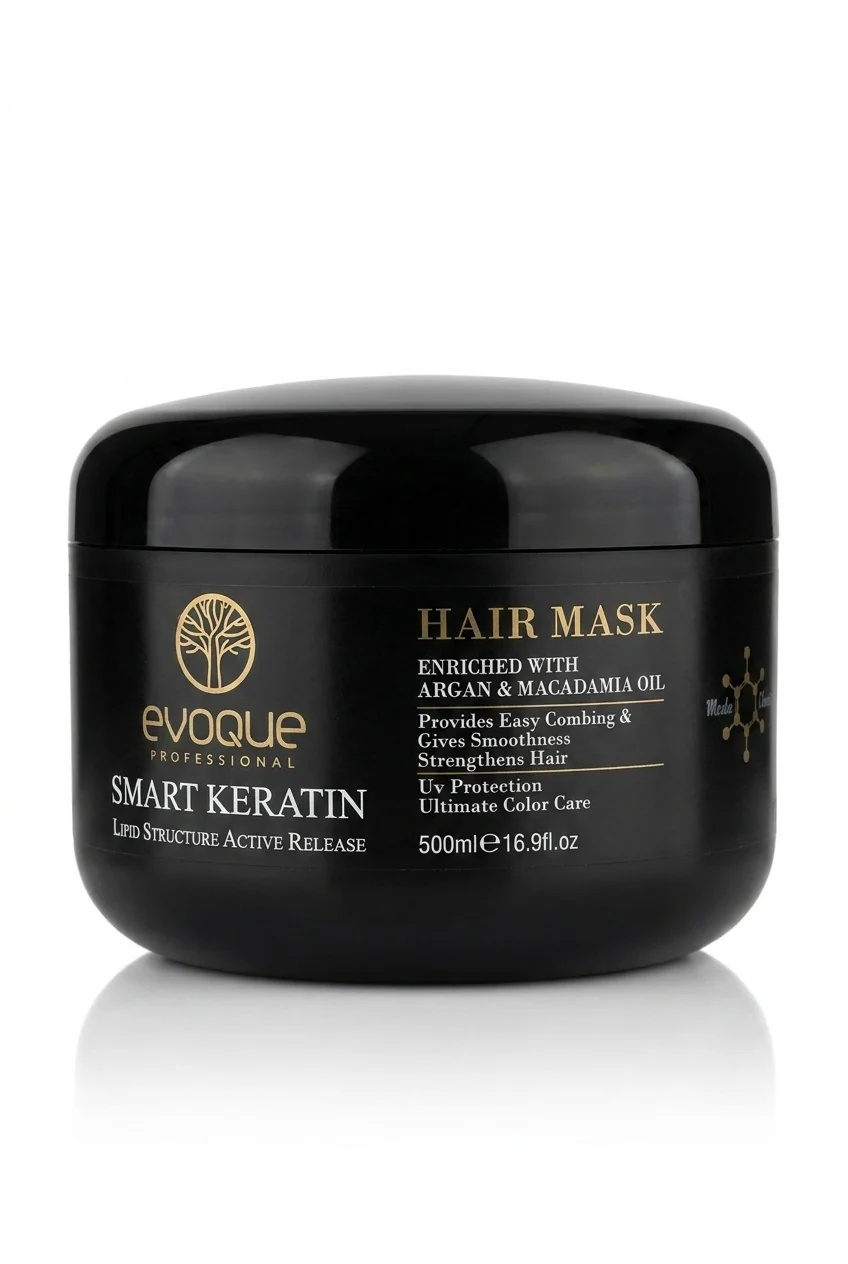 evoque
PROFESSIONAL
SMART KERATIN
LIPID STRUCTURE ACTIVE RELEASE
HAIR MASK
ENRICHED WITH
ARGAN & MACADAMIA OIL
Provides Easy Combing &
Gives Smoothness
Strengthens Hair
Uv Protection
Ultimate Color Care
500ml℮16.9fl.oz